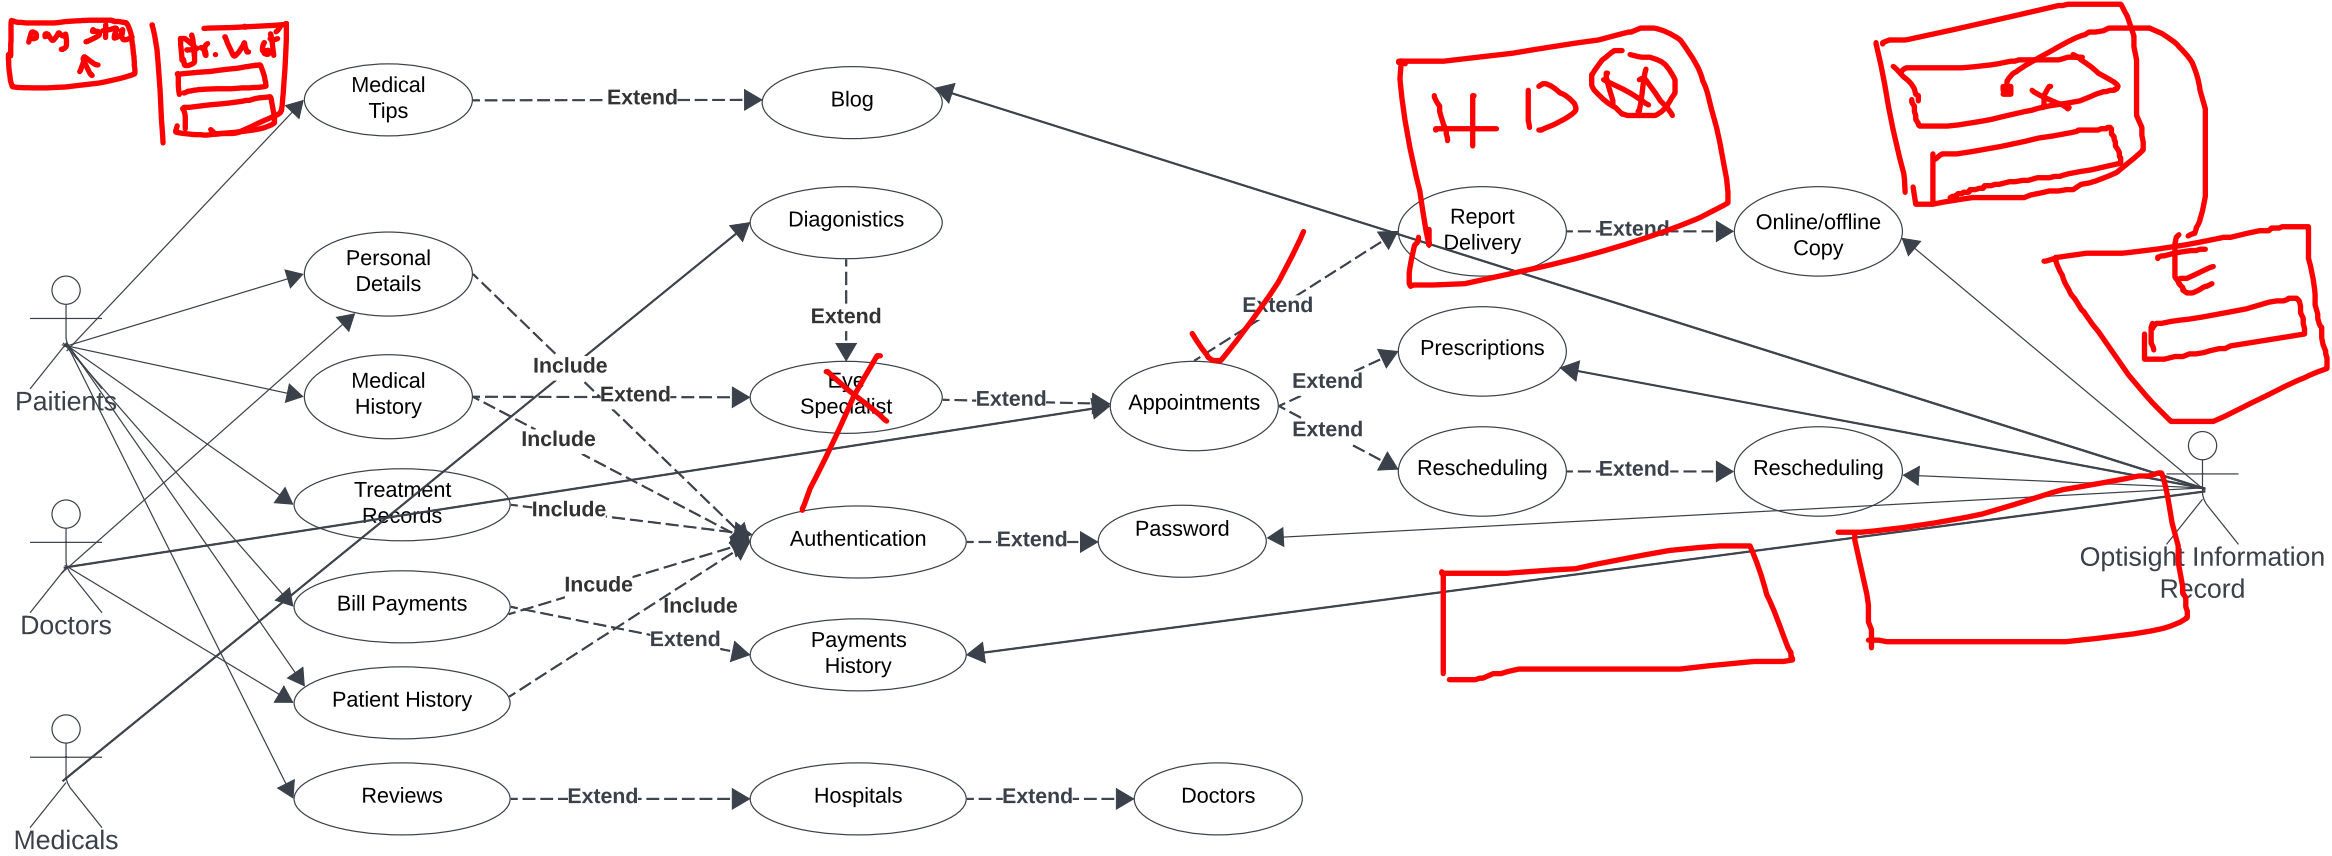 Medical
Tips
Extend
Blog
H D
Report
Delivery
Extend
Online/offline
Copy
Diagonistics
Extend
Personal
Details
Extend
Include
Prescriptions
Extend
Medical
History
Extend
Eye
Specialist
Extend
Appointments
Extend
Include
Rescheduling
Extend
Rescheduling
Paitients
Treatment
Records
Include
Authentication
Extend
Password
Optisight Information
Record
Doctors
Bill Payments
Incude
Include
Extend
Payments
History
Patient History
Reviews
Extend
Hospitals
Extend
Doctors
Medicals